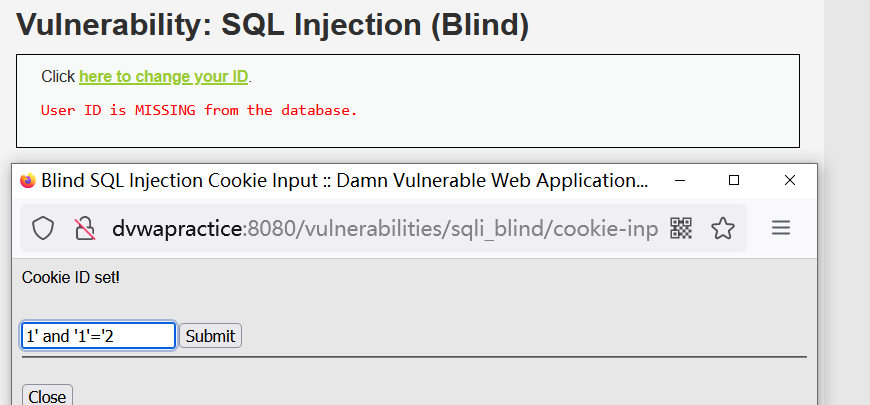 Vulnerability: SQL Injection (Blind)
Click here to change your ID.
User ID is MISSING from the database.
Blind SQL Injection Cookie Input :: Damn Vulnerable Web Application...
dvwapractice:8080/vulnerabilities/sqli_blind/cookie-inp
Cookie ID set!
1' and '1'='2 Submit
Close